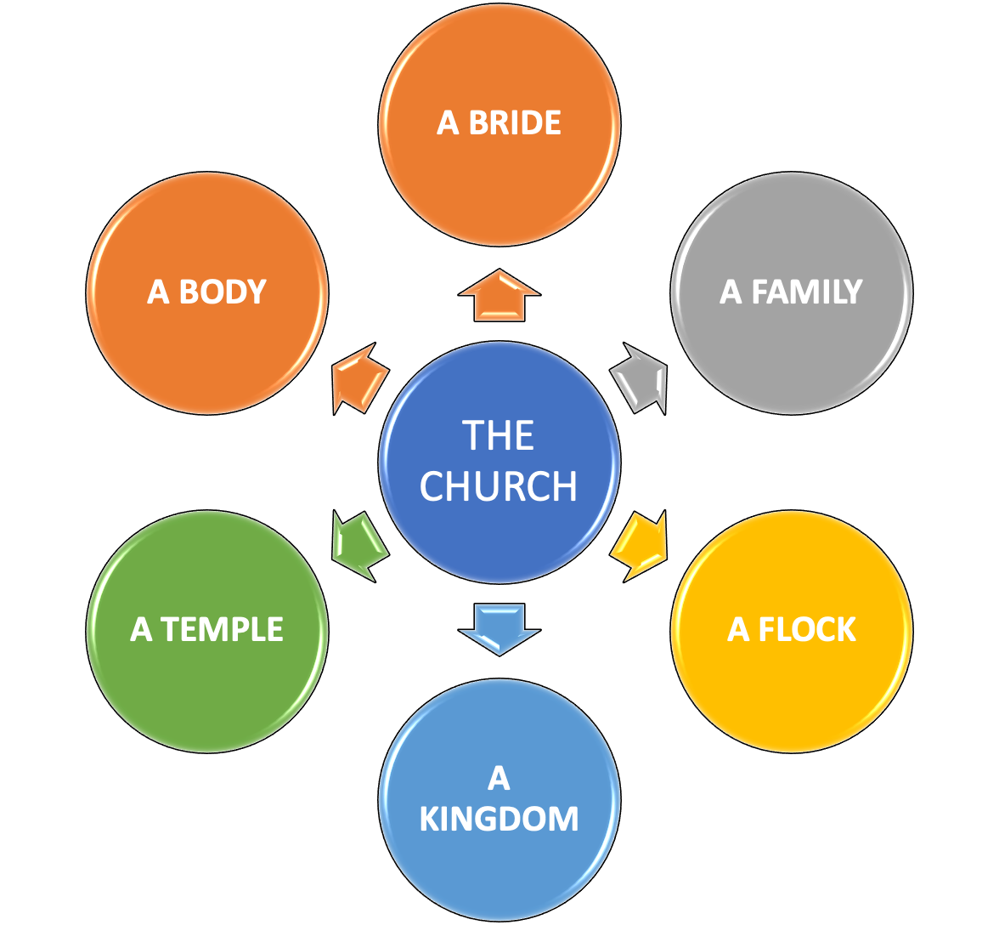 A BRIDE
A BODY
A FAMILY
THE
CHURCH
A TEMPLE
A FLOCK
A
KINGDOM